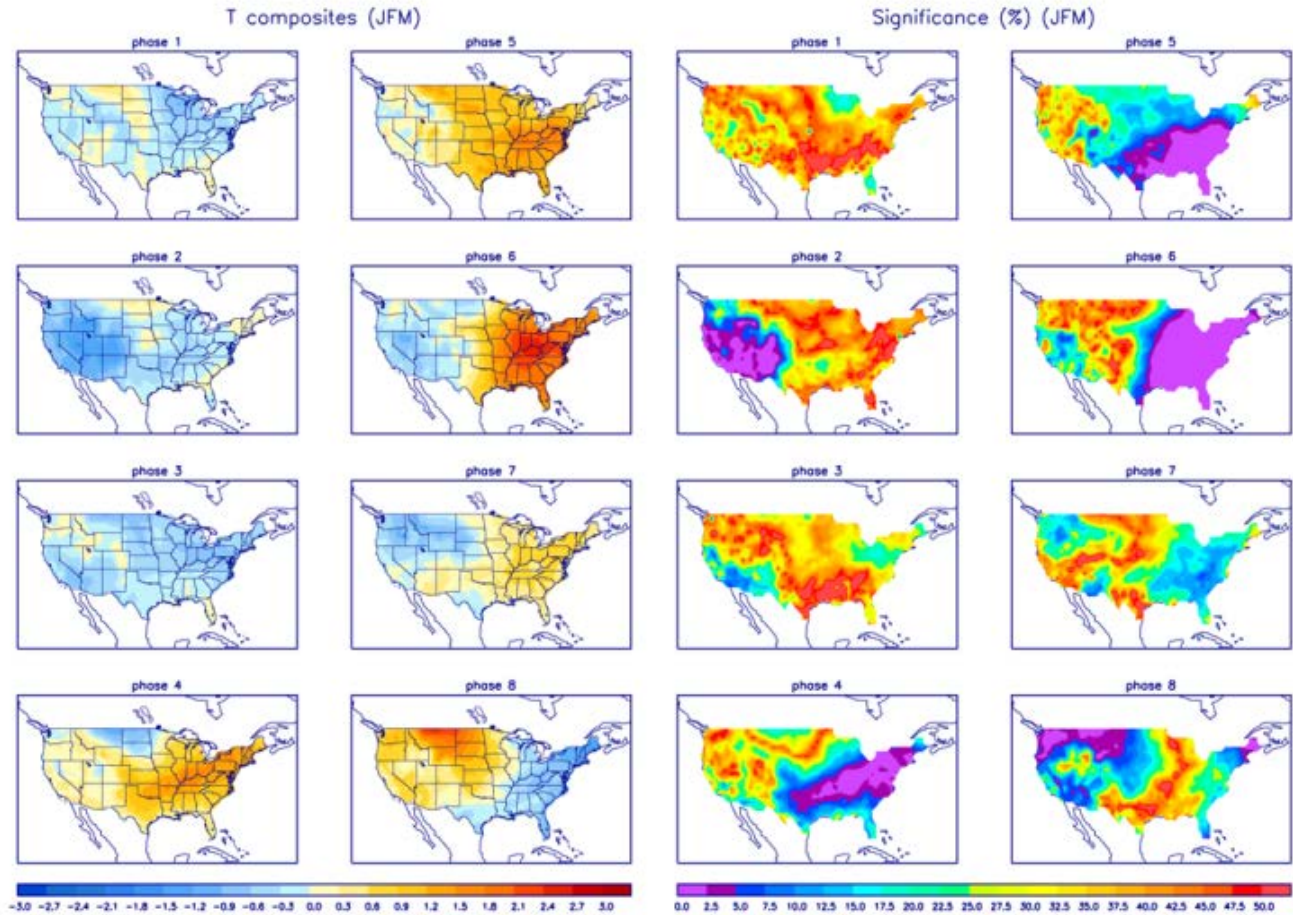 T composites (JFM)
Significance (%) (JFM)
phase 1
phase 5
phase 1
phase 5
phase 2
phase 6
phase 2
phase 6
phase 3
phase 7
phase 3
phase 7
phase 4
phase 8
phase 4
phase 8
-3.0 -2.7 -2.4 -2.1 -1.8 -1.5 -1.2 -0.9 -0.6 -0.3 0.0 0.3 0.6 0.9 1.2 1.5 1.8 2.1 2.4 2.7 3.0
0.0 2.5 5.0 7.5 10.0 12.5 15.0 17.5 20.0 22.5 25.0 27.5 30.0 32.5 35.0 37.5 40.0 42.5 45.0 47.5 50.0